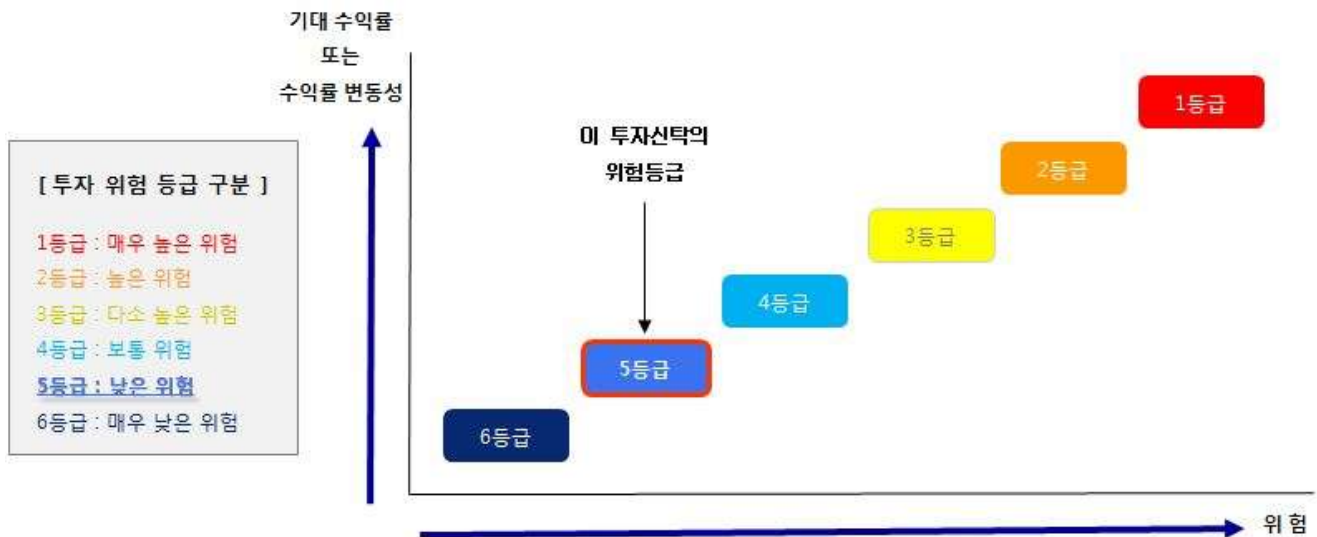 기대 수익률
또는
수익률 변동성
[ 투자 위험 등급 구분 ]
1등급 : 매우 높은 위험
2등급 : 높은 위험
3등급 : 다소 높은 위험
4등급 : 보통 위험
5등급 : 낮은 위험
6등급 : 매우 낮은 위험
이 투자신탁의
위험등급
1등급
2등급
3등급
4등급
5등급
6등급
위 험